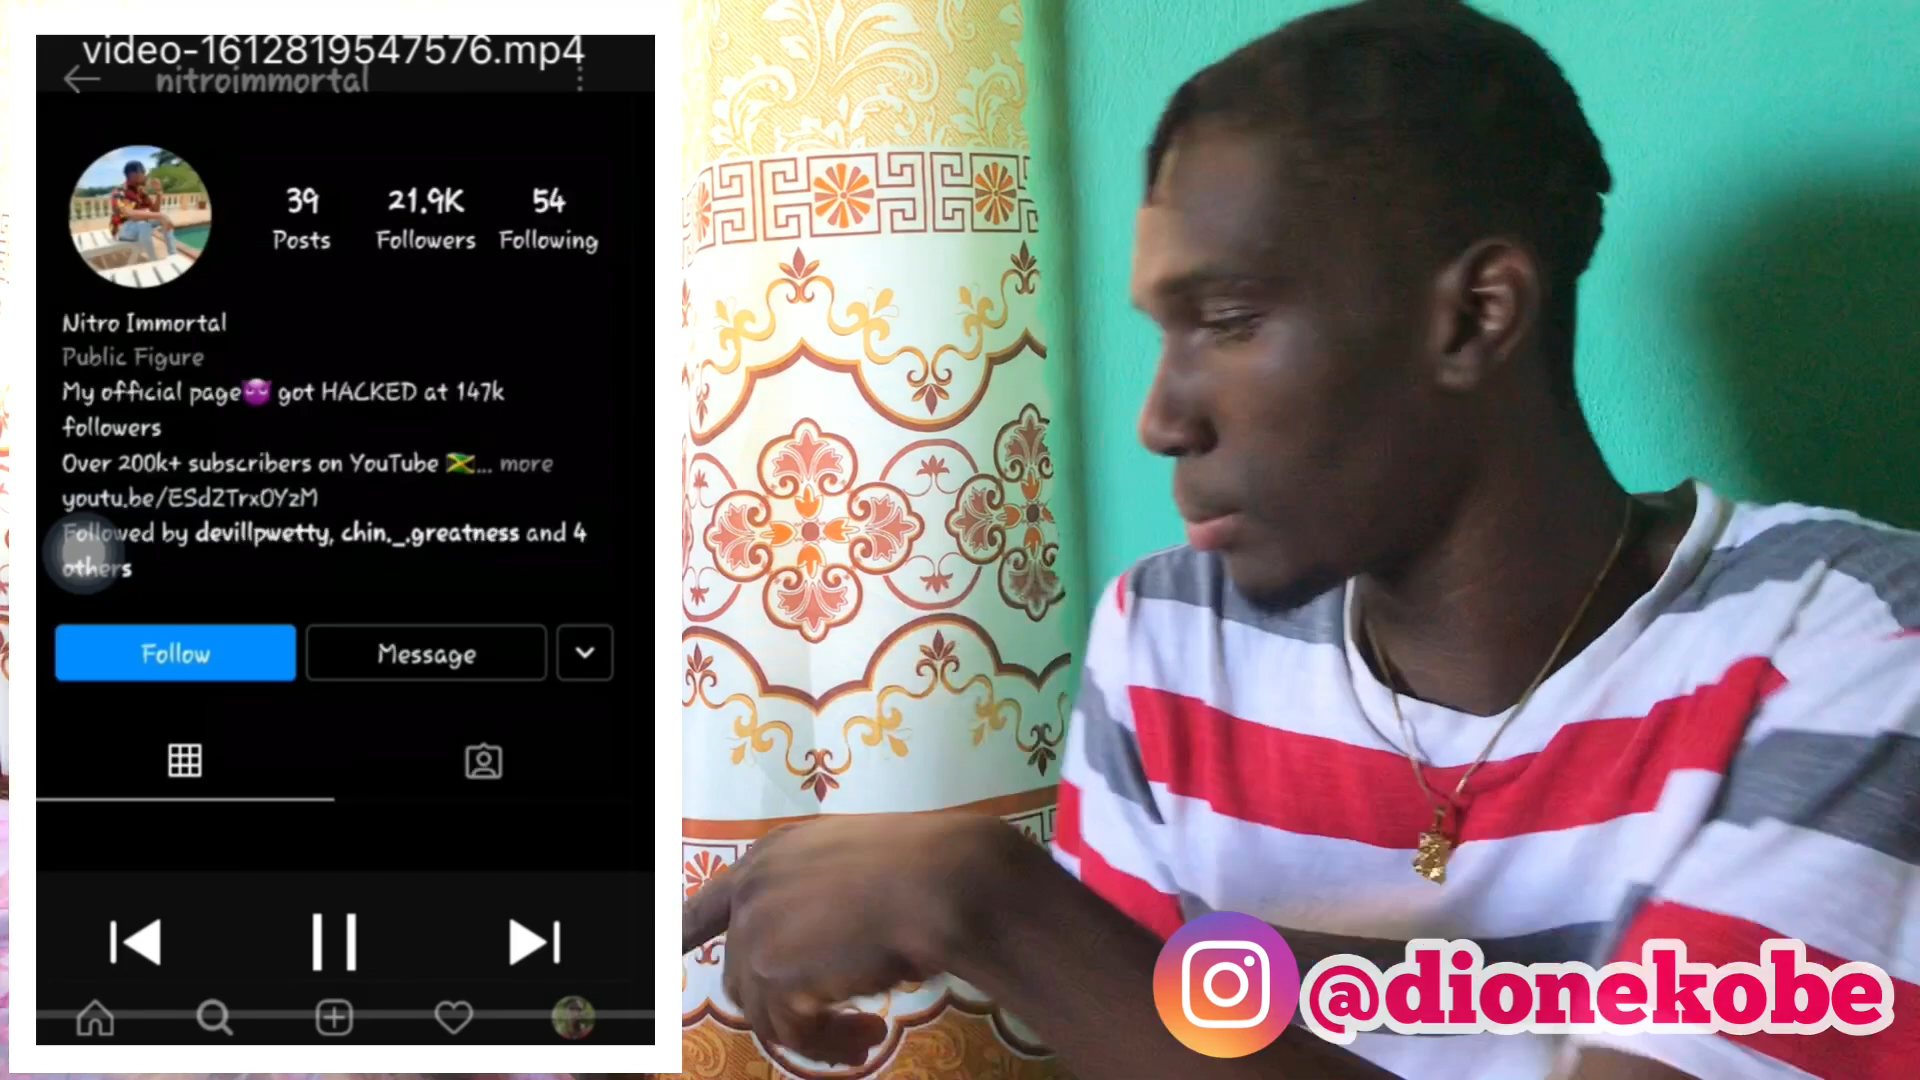 video-1612819547576.mp4
nitroimmortal
39
21.9K
54
Posts
Followers
Following
Nitro Immortal
Public Figure
My official page😈 got HACKED at 147k
followers
Over 200k+ subscribers on YouTube 🇯🇲... more
youtu.be/ESd2TrxOYzM
Followed by devillpwetty, chin._.greatness and 4
others
Follow
Message
@dionekobe